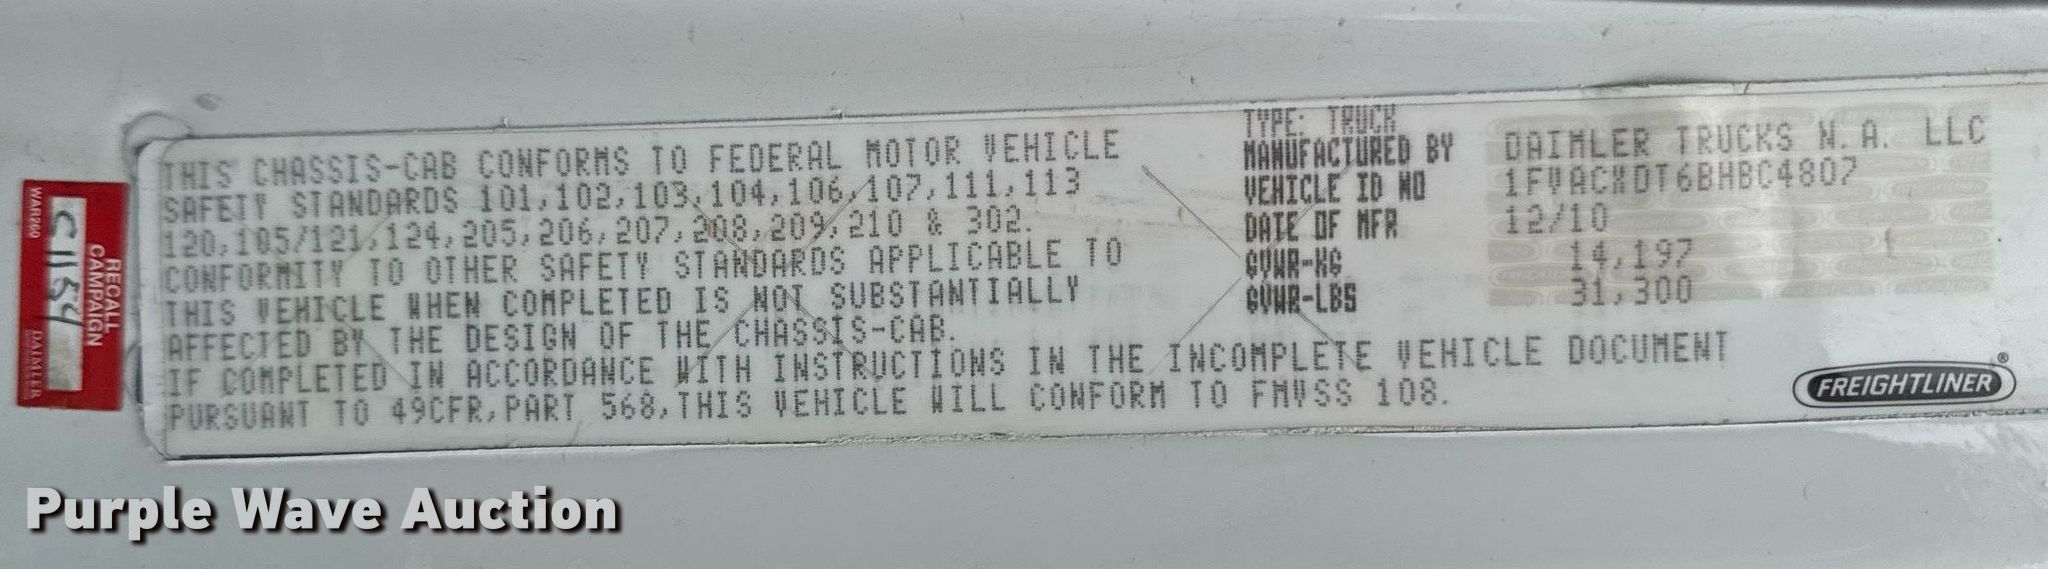 THIS CHASSIS-CAB CONFORMS TO FEDERAL MOTOR VEHICLE
SAFETY STANDARDS 101,102,103,104,106,107,111,113
120,105/121,124,205,206,207,208,209,210 & 302.
CONFORMITY TO OTHER SAFETY STANDARDS APPLICABLE TO
THIS VEHICLE WHEN COMPLETED IS NOT SUBSTANTIALLY
AFFECTED BY THE DESIGN OF THE CHASSIS-CAB.
IF COMPLETED IN ACCORDANCE WITH INSTRUCTIONS IN THE INCOMPLETE VEHICLE DOCUMENT
PURSUANT TO 49CFR,PART 568,THIS VEHICLE WILL CONFORM TO FMVSS 108.
TYPE: TRUCK
MANUFACTURED BY DAIMLER TRUCKS N.A. LLC
VEHICLE ID NO 1FVACXDT6BHBC4807
DATE OF MFR 12/10
GVWR-KG 14,197
GVWR-LBS 31,300
FREIGHTLINER®
RECALL
CAMPAIGN
C11554
WAR260
DAIMLER
Purple Wave Auction